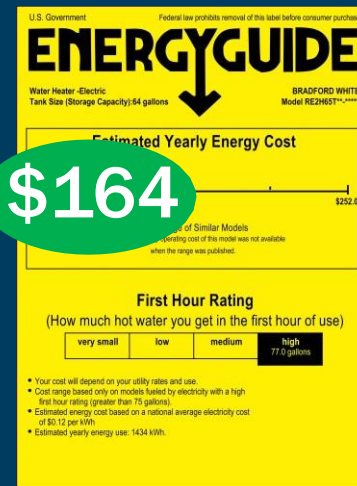 U.S. Government Federal law prohibits removal of this label before consumer purchase
ENERGYGUIDE
Water Heater -Electric
Tank Size (Storage Capacity):64 gallons
BRADFORD WHITE
Model RE2H65T**-****
Estimated Yearly Energy Cost
$164
$252.0
of Similar Models
operating cost of this model was not available
when the range was published.
First Hour Rating
(How much hot water you get in the first hour of use)
very small low medium high
77.0 gallons
• Your cost will depend on your utility rates and use.
• Cost range based only on models fueled by electricity with a high
first hour rating (greater than 75 gallons).
• Estimated energy cost based on a national average electricity cost
of $0.12 per kWh
• Estimated yearly energy use: 1434 kWh.